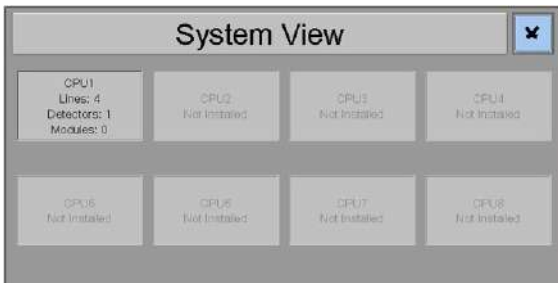 System View
CPU1
Lines: 4
Detectors: 1
Modules: 0
CPU2
Not Installed
CPU3
Not Installed
CPU4
Not Installed
CPU5
Not Installed
CPU6
Not Installed
CPU7
Not Installed
CPU8
Not Installed